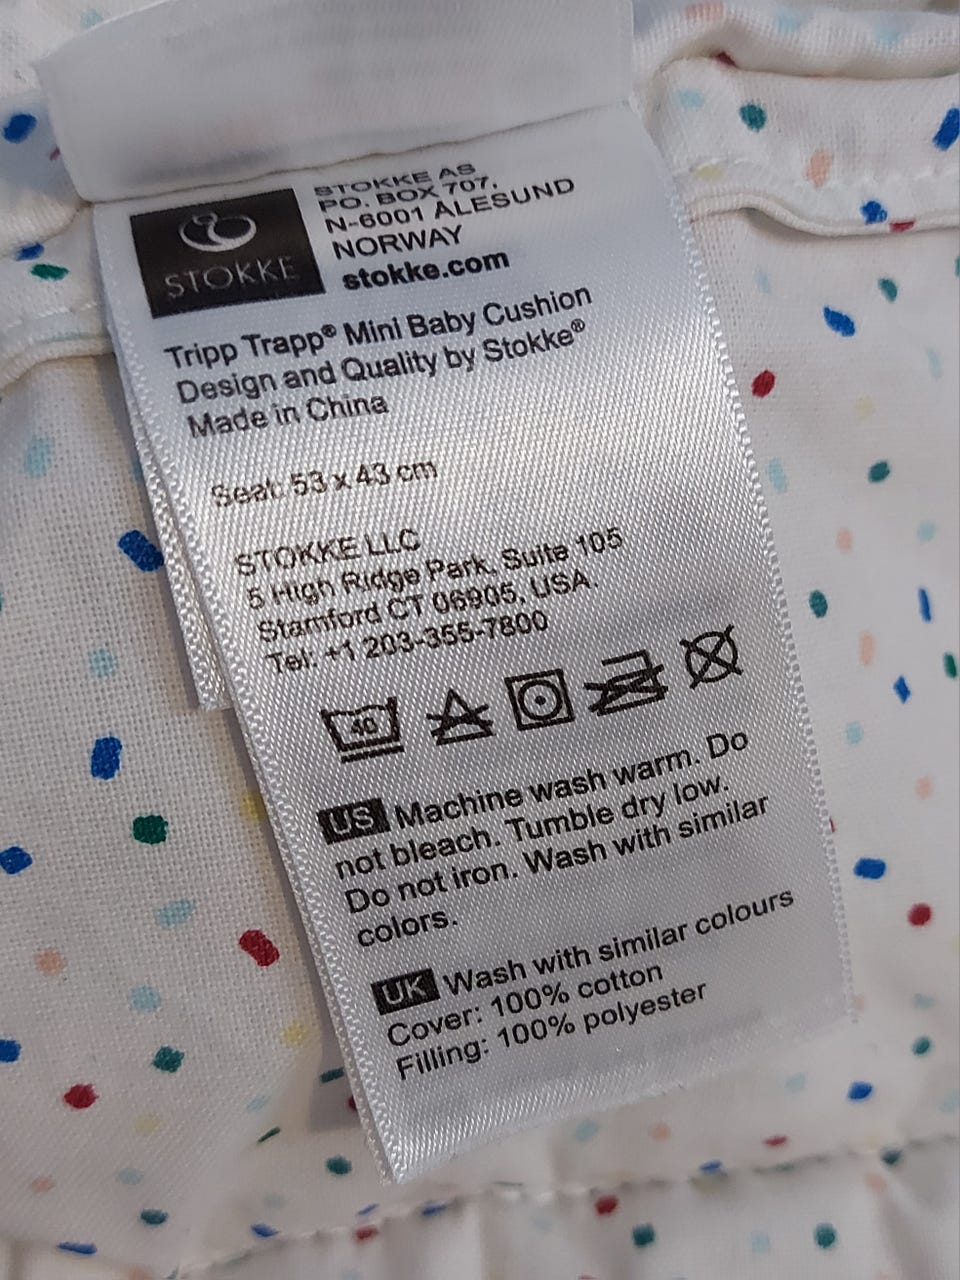 STOKKE
STOKKE AS
PO. BOX 707,
N-6001 ÅLESUND
NORWAY
stokke.com
Tripp Trapp® Mini Baby Cushion
Design and Quality by Stokke®
Made in China
Seat: 53 x 43 cm
STOKKE LLC
5 High Ridge Park, Suite 105
Stamford CT 06905, USA.
Tel: +1 203-355-7800
40
US Machine wash warm. Do
not bleach. Tumble dry low.
Do not iron. Wash with similar
colors.
UK Wash with similar colours
Cover: 100% cotton
Filling: 100% polyester